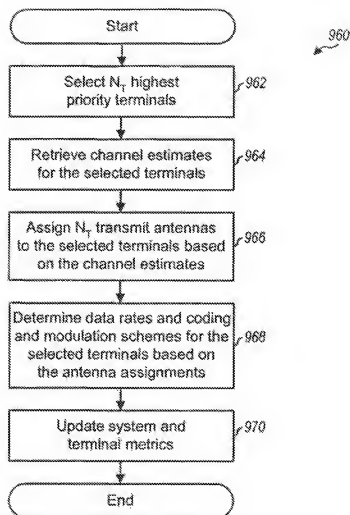 Start
960
Select NT highest
priority terminals
962
Retrieve channel estimates
for the selected terminals
964
Assign NT transmit antennas
to the selected terminals based
on the channel estimates
966
Determine data rates and coding
and modulation schemes for the
selected terminals based on
the antenna assignments
968
Update system and
terminal metrics
970
End